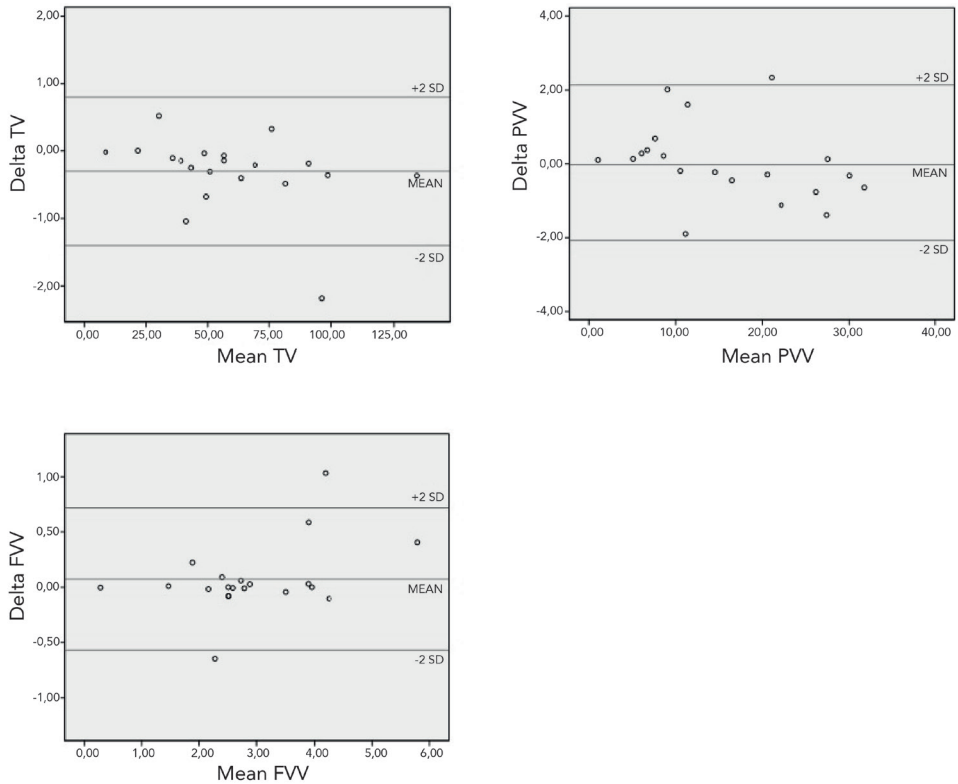 2,00
1,00
0,00
-1,00
-2,00
Delta TV
+2 SD
MEAN
-2 SD
0,00 25,00 50,00 75,00 100,00 125,00
Mean TV
4,00
2,00
0,00
-2,00
-4,00
Delta PVV
+2 SD
MEAN
-2 SD
0,00 10,00 20,00 30,00 40,00
Mean PVV
1,00
0,50
0,00
-0,50
-1,00
Delta FVV
+2 SD
MEAN
-2 SD
0,00 1,00 2,00 3,00 4,00 5,00 6,00
Mean FVV